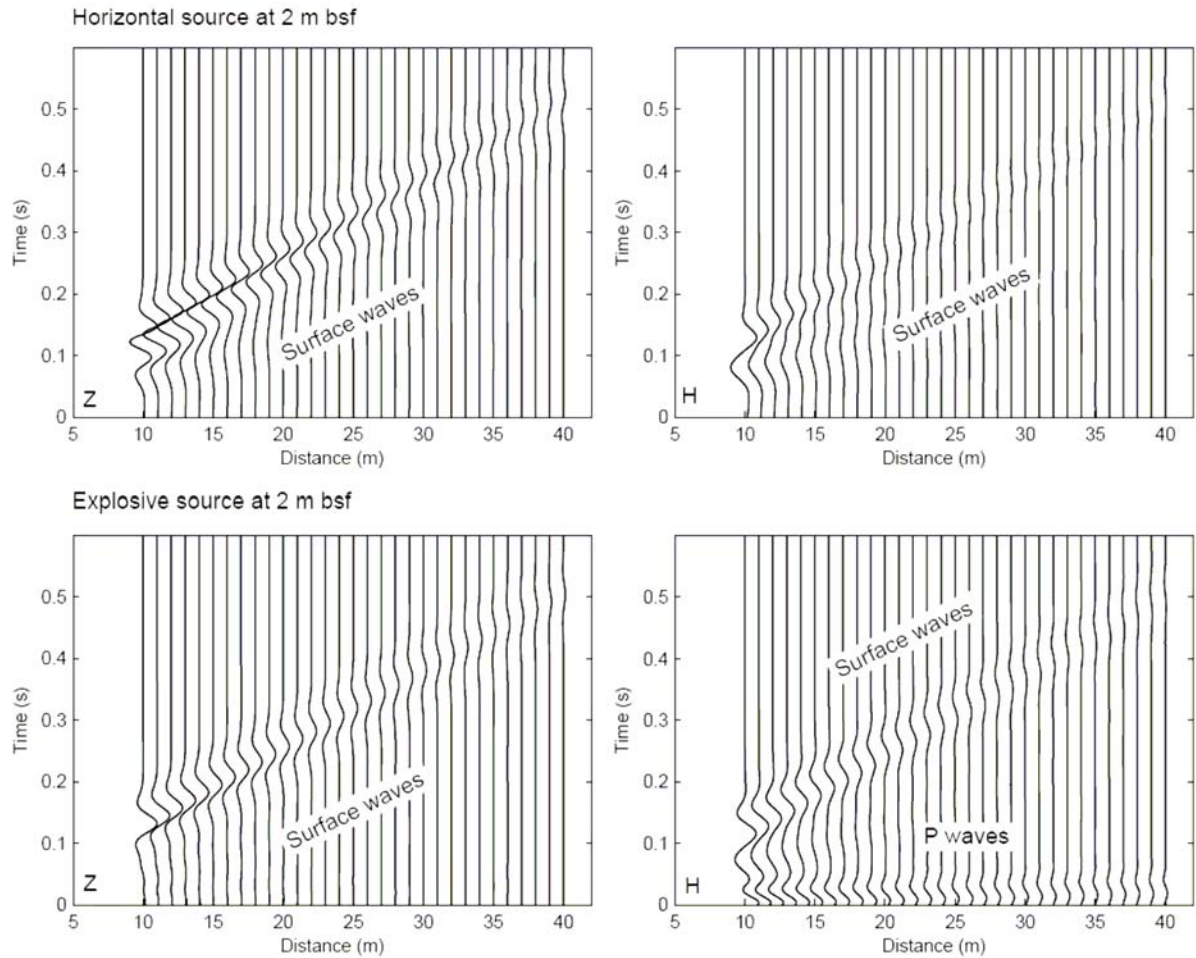 Horizontal source at 2 m bsf
Time (s)
0.5
0.4
0.3
0.2
0.1
0
Surface waves
Z
5 10 15 20 25 30 35 40
Distance (m)
Time (s)
0.5
0.4
0.3
0.2
0.1
0
Surface waves
H
5 10 15 20 25 30 35 40
Distance (m)
Explosive source at 2 m bsf
Time (s)
0.5
0.4
0.3
0.2
0.1
0
Surface waves
Z
5 10 15 20 25 30 35 40
Distance (m)
Time (s)
0.5
0.4
0.3
0.2
0.1
0
Surface waves
P waves
H
5 10 15 20 25 30 35 40
Distance (m)